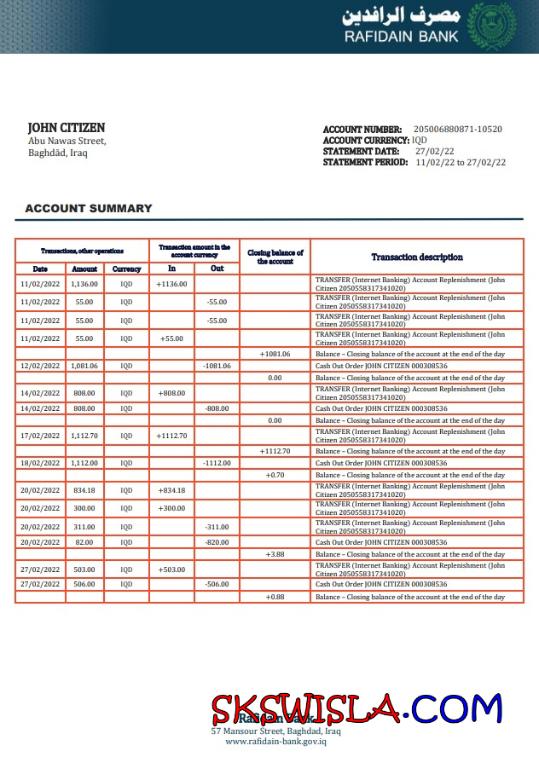 مصرف الرافدين
RAFIDAIN BANK
JOHN CITIZEN
Abu Nawas Street,
Baghdād, Iraq
ACCOUNT NUMBER: 205006880871-10520
ACCOUNT CURRENCY: IQD
STATEMENT DATE: 27/02/22
STATEMENT PERIOD: 11/02/22 to 27/02/22
ACCOUNT SUMMARY
Transactions, other operations
Transaction amount in the
account currency
Closing balance of
the account
Transaction description
Date Amount Currency In Out
11/02/2022 1,136.00 IQD +1136.00 TRANSFER (Internet Banking) Account Replenishment (John
Citizen 2050558317341020)
11/02/2022 55.00 IQD -55.00 TRANSFER (Internet Banking) Account Replenishment (John
Citizen 2050558317341020)
11/02/2022 55.00 IQD -55.00 TRANSFER (Internet Banking) Account Replenishment (John
Citizen 2050558317341020)
11/02/2022 55.00 IQD +55.00 TRANSFER (Internet Banking) Account Replenishment (John
Citizen 2050558317341020)
+1081.06 Balance – Closing balance of the account at the end of the day
12/02/2022 1,081.06 IQD -1081.06 Cash Out Order JOHN CITIZEN 000308536
0.00 Balance – Closing balance of the account at the end of the day
14/02/2022 808.00 IQD +808.00 TRANSFER (Internet Banking) Account Replenishment (John
Citizen 2050558317341020)
14/02/2022 808.00 IQD -808.00 Cash Out Order JOHN CITIZEN 000308536
0.00 Balance – Closing balance of the account at the end of the day
17/02/2022 1,112.70 IQD +1112.70 TRANSFER (Internet Banking) Account Replenishment (John
Citizen 2050558317341020)
+1112.70 Balance – Closing balance of the account at the end of the day
18/02/2022 1,112.00 IQD -1112.00 Cash Out Order JOHN CITIZEN 000308536
+0.70 Balance – Closing balance of the account at the end of the day
20/02/2022 834.18 IQD +834.18 TRANSFER (Internet Banking) Account Replenishment (John
Citizen 2050558317341020)
20/02/2022 300.00 IQD +300.00 TRANSFER (Internet Banking) Account Replenishment (John
Citizen 2050558317341020)
20/02/2022 311.00 IQD -311.00 TRANSFER (Internet Banking) Account Replenishment (John
Citizen 2050558317341020)
20/02/2022 82.00 IQD -820.00 Cash Out Order JOHN CITIZEN 000308536
+3.88 Balance – Closing balance of the account at the end of the day
27/02/2022 503.00 IQD +503.00 TRANSFER (Internet Banking) Account Replenishment (John
Citizen 2050558317341020)
27/02/2022 506.00 IQD -506.00 Cash Out Order JOHN CITIZEN 000308536
+0.88 Balance – Closing balance of the account at the end of the day
SKSWISLA.COM
Rafidain Bank
57 Mansour Street, Baghdad, Iraq
www.rafidain-bank.gov.iq